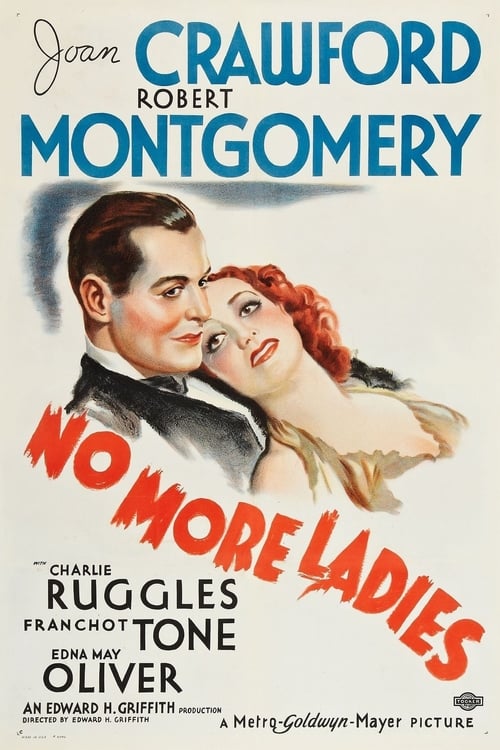 Joan CRAWFORD
ROBERT
MONTGOMERY
NO MORE LADIES
WITH CHARLIE
RUGGLES
FRANCHOT TONE
EDNA MAY
OLIVER
AN EDWARD H. GRIFFITH PRODUCTION
DIRECTED BY EDWARD H. GRIFFITH
A METRO-Goldwyn-MAYER PICTURE
TOOKER